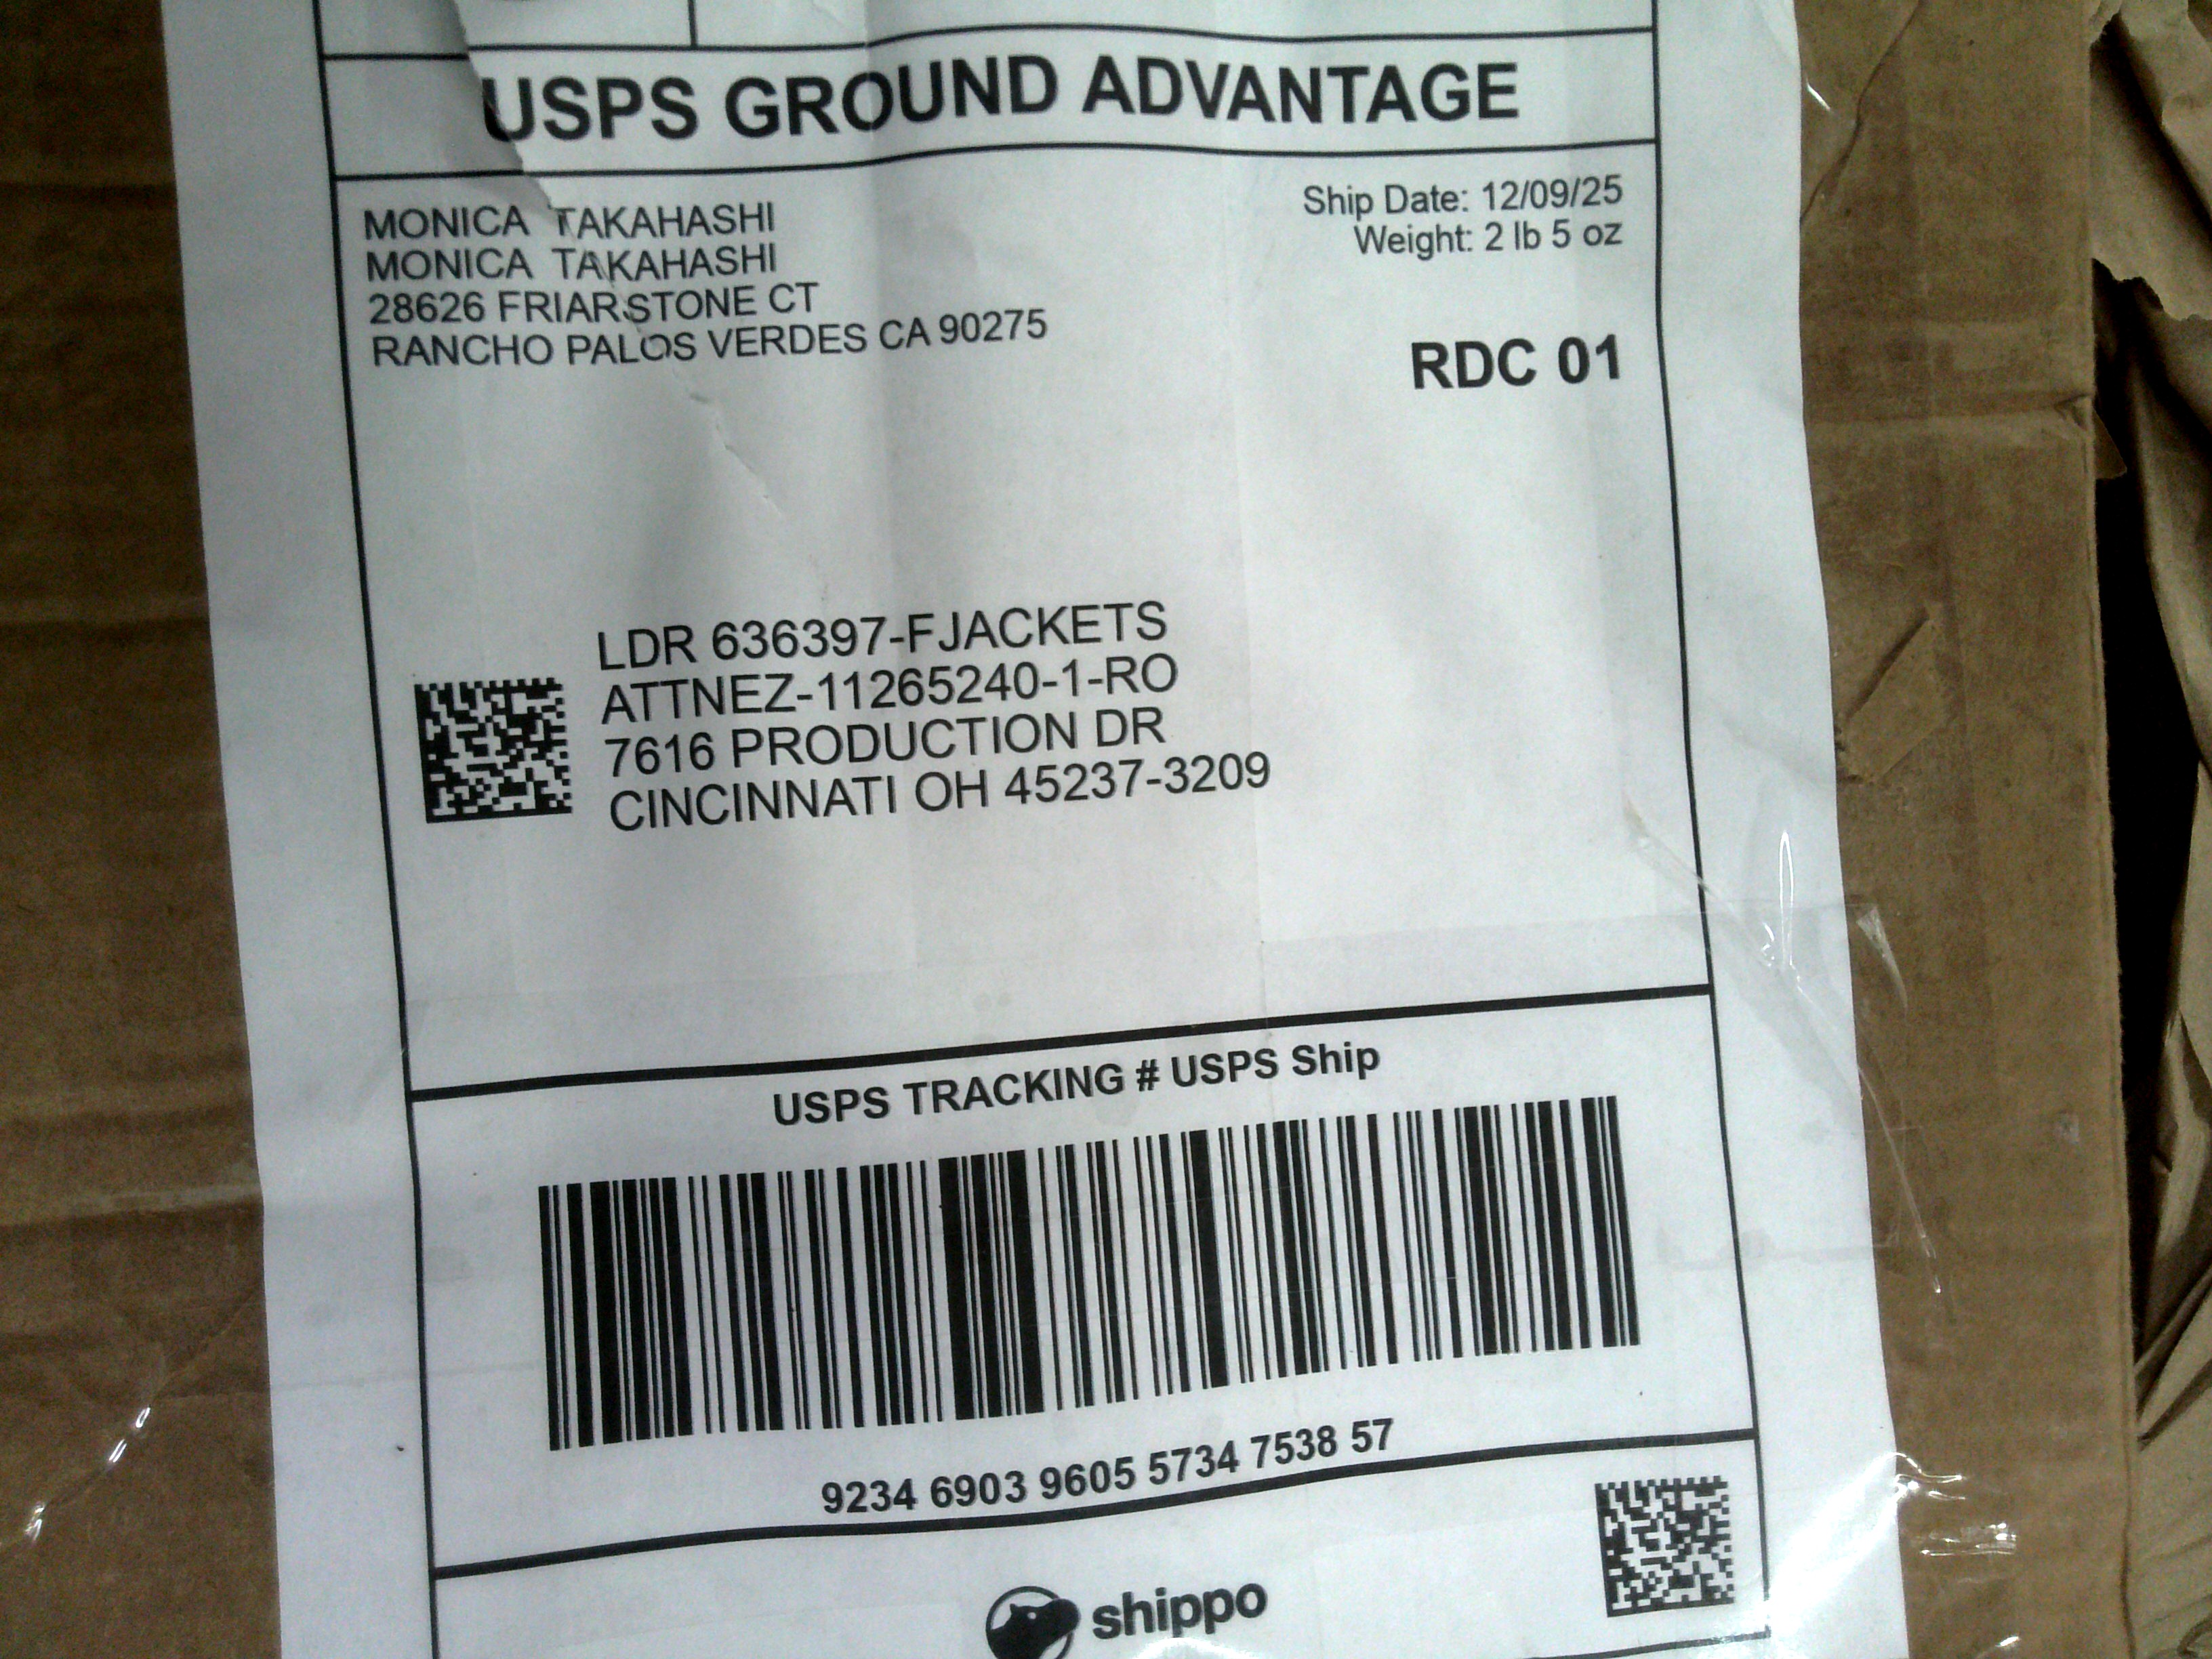 USPS GROUND ADVANTAGE
MONICA TAKAHASHI
MONICA TAKAHASHI
28626 FRIARSTONE CT
RANCHO PALOS VERDES CA 90275
Ship Date: 12/09/25
Weight: 2 lb 5 oz
RDC 01
LDR 636397-FJACKETS
ATTNEZ-11265240-1-RO
7616 PRODUCTION DR
CINCINNATI OH 45237-3209
USPS TRACKING # USPS Ship
9234 6903 9605 5734 7538 57
shippo